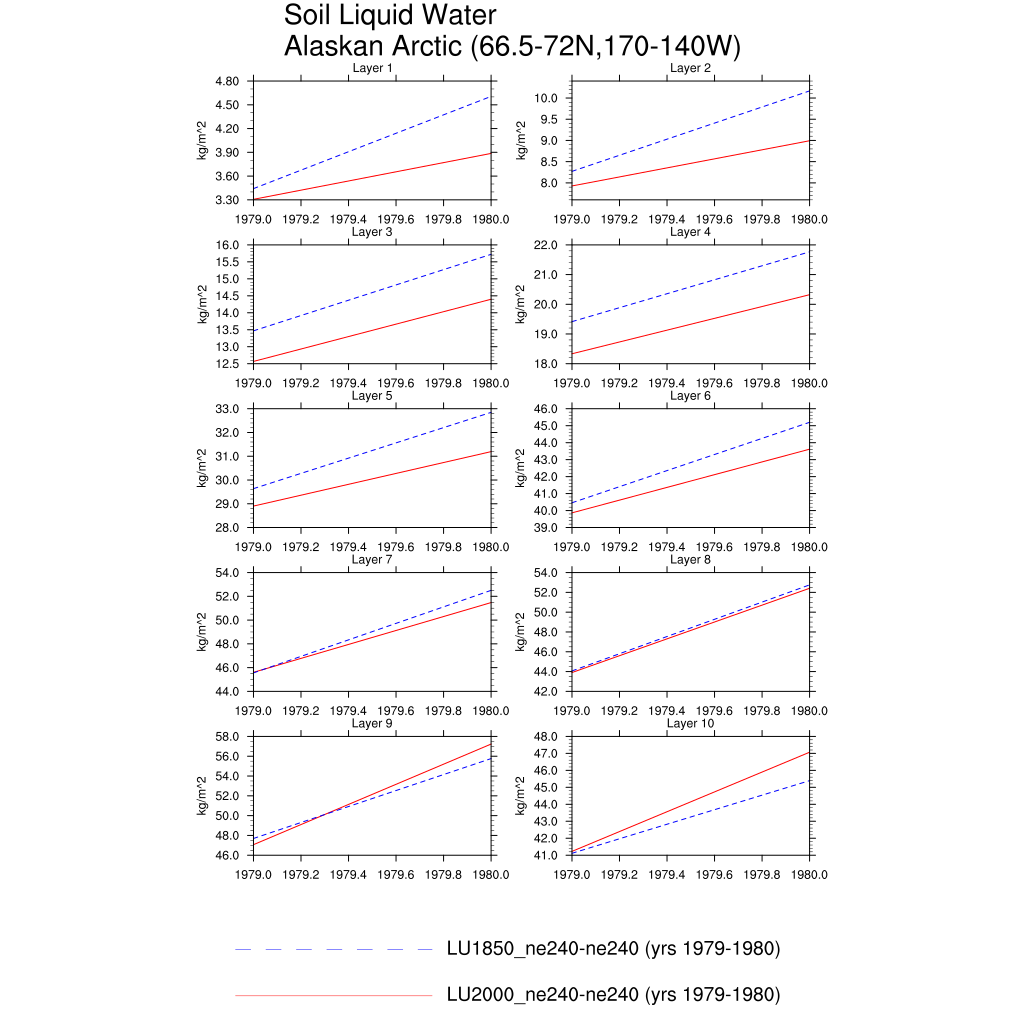 Soil Liquid Water
Alaskan Arctic (66.5-72N,170-140W)
Layer 1
4.80
4.50
4.20
3.90
3.60
3.30
kg/m^2
1979.0 1979.2 1979.4 1979.6 1979.8 1980.0
Layer 2
10.0
9.5
9.0
8.5
8.0
kg/m^2
1979.0 1979.2 1979.4 1979.6 1979.8 1980.0
Layer 3
16.0
15.5
15.0
14.5
14.0
13.5
13.0
12.5
kg/m^2
1979.0 1979.2 1979.4 1979.6 1979.8 1980.0
Layer 4
22.0
21.0
20.0
19.0
18.0
kg/m^2
1979.0 1979.2 1979.4 1979.6 1979.8 1980.0
Layer 5
33.0
32.0
31.0
30.0
29.0
28.0
kg/m^2
1979.0 1979.2 1979.4 1979.6 1979.8 1980.0
Layer 6
46.0
45.0
44.0
43.0
42.0
41.0
40.0
39.0
kg/m^2
1979.0 1979.2 1979.4 1979.6 1979.8 1980.0
Layer 7
54.0
52.0
50.0
48.0
46.0
44.0
kg/m^2
1979.0 1979.2 1979.4 1979.6 1979.8 1980.0
Layer 8
54.0
52.0
50.0
48.0
46.0
44.0
42.0
kg/m^2
1979.0 1979.2 1979.4 1979.6 1979.8 1980.0
Layer 9
58.0
56.0
54.0
52.0
50.0
48.0
46.0
kg/m^2
1979.0 1979.2 1979.4 1979.6 1979.8 1980.0
Layer 10
48.0
47.0
46.0
45.0
44.0
43.0
42.0
41.0
kg/m^2
1979.0 1979.2 1979.4 1979.6 1979.8 1980.0
LU1850_ne240-ne240 (yrs 1979-1980)
LU2000_ne240-ne240 (yrs 1979-1980)